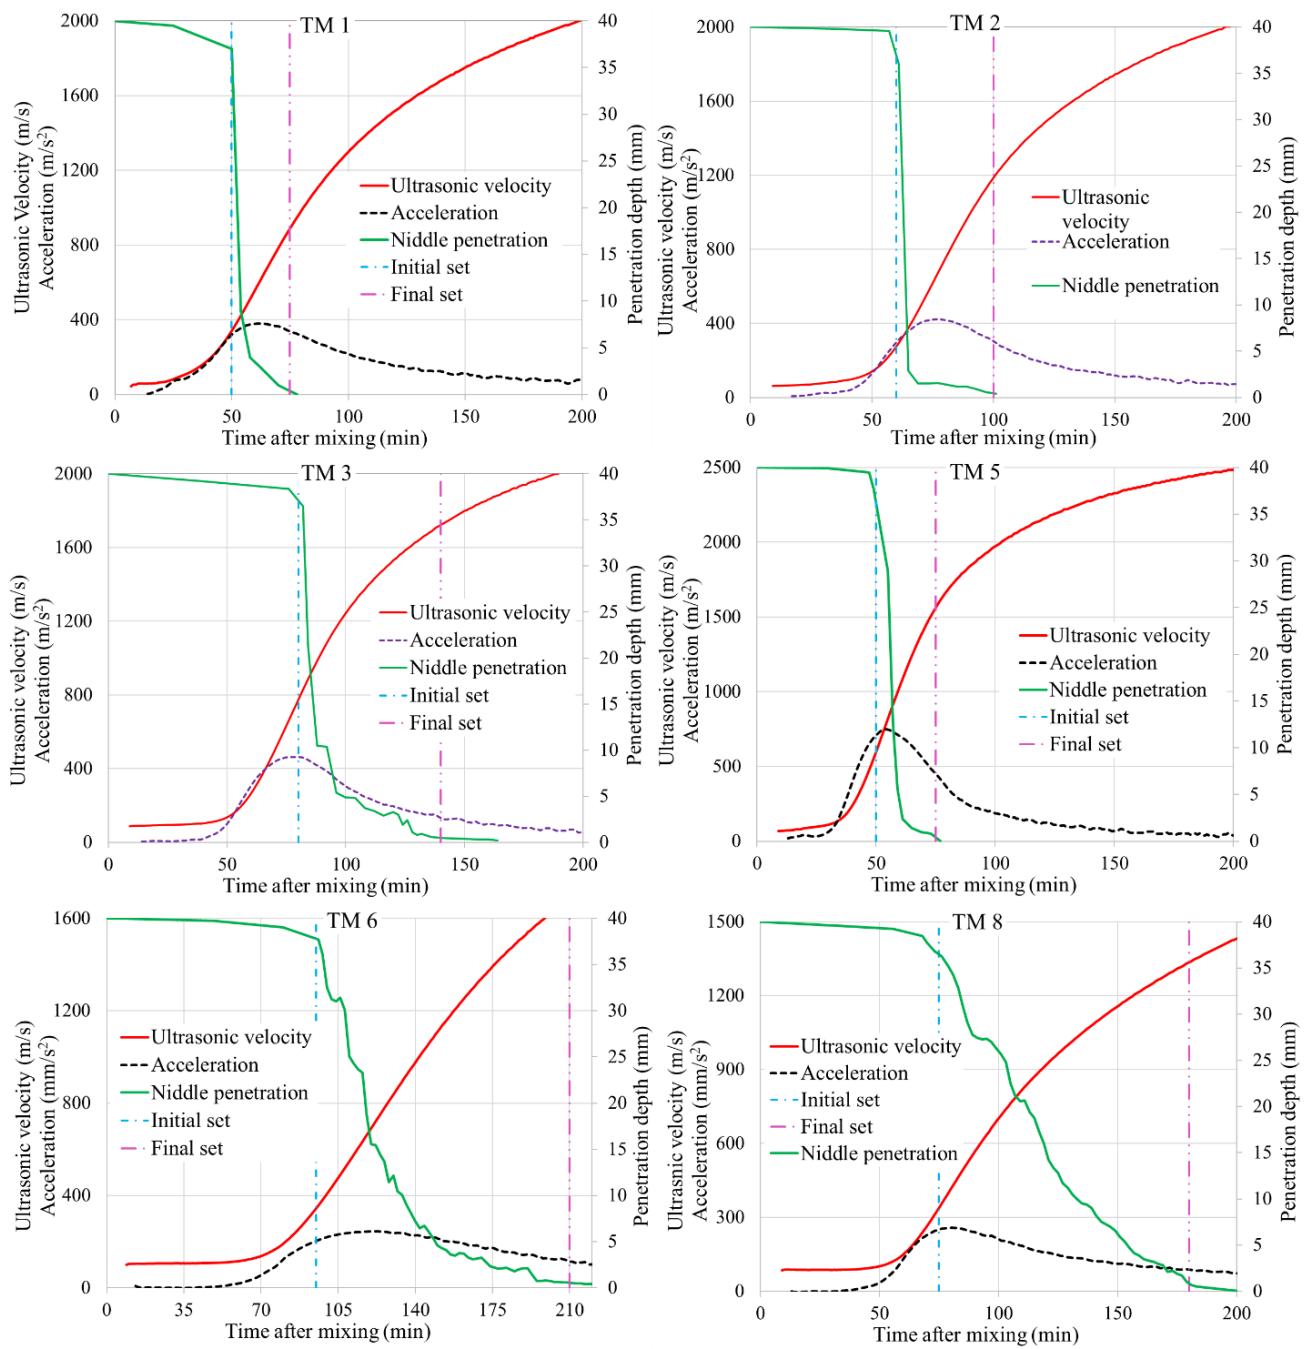 TM 1
2000
1600
1200
800
400
0
Ultrasonic Velocity (m/s)
Acceleration (m/s²)
Ultrasonic velocity
Acceleration
Niddle penetration
Initial set
Final set
40
35
30
25
20
15
10
5
0
Penetration depth (mm)
0 50 100 150 200
Time after mixing (min)
TM 2
2000
1600
1200
800
400
0
Ultrasonic velocity (m/s)
Acceleration (m/s²)
Ultrasonic
velocity
Acceleration
Niddle penetration
40
35
30
25
20
15
10
5
0
Penetration depth (mm)
0 50 100 150 200
Time after mixing (min)
TM 3
2000
1600
1200
800
400
0
Ultrasonic velocity (m/s)
Acceleration (m/s²)
Ultrasonic velocity
Acceleration
Niddle penetration
Initial set
Final set
40
35
30
25
20
15
10
5
0
Penetration depth (mm)
0 50 100 150 200
Time after mixing (min)
TM 5
2500
2000
1500
1000
500
0
Ultrasonic velocity (m/s)
Acceleration (m/s²)
Ultrasonic velocity
Acceleration
Niddle penetration
Initial set
Final set
40
35
30
25
20
15
10
5
0
Penetration depth (mm)
0 50 100 150 200
Time after mixing (min)
TM 6
1600
1200
800
400
0
Ultrasonic velocity (m/s)
Acceleration (mm/s²)
Ultrasonic velocity
Acceleration
Niddle penetration
Initial set
Final set
40
35
30
25
20
15
10
5
0
Penetration depth (mm)
0 35 70 105 140 175 210
Time after mixing (min)
TM 8
1500
1200
900
600
300
0
Ultrasnic velocity (m/s)
Acceleration (mm/s²)
Ultrasonic velocity
Acceleration
Initial set
Final set
Niddle penetration
40
35
30
25
20
15
10
5
0
Penetration depth (mm)
0 50 100 150 200
Time after mixing (min)